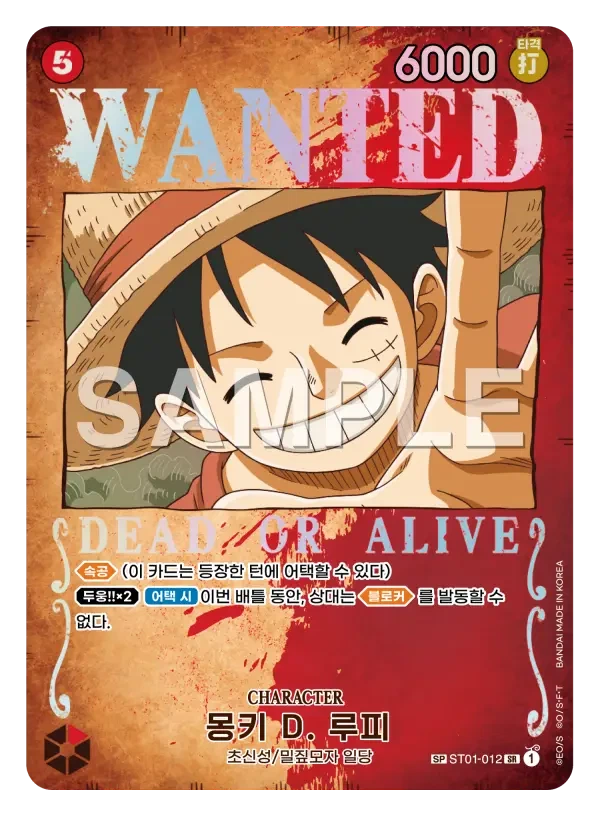 5
6000
타격
打
WANTED
SAMPLE
DEAD OR ALIVE
속공 (이 카드는 등장한 턴에 어택할 수 있다)
두웅!!×2 어택 시 이번 배틀 동안, 상대는 블로커 를 발동할 수
없다.
CHARACTER
몽키 D. 루피
초신성/밀짚모자 일당
SP ST01-012 SR 1
©EO/S ©O/S·F·T BANDAI MADE IN KOREA